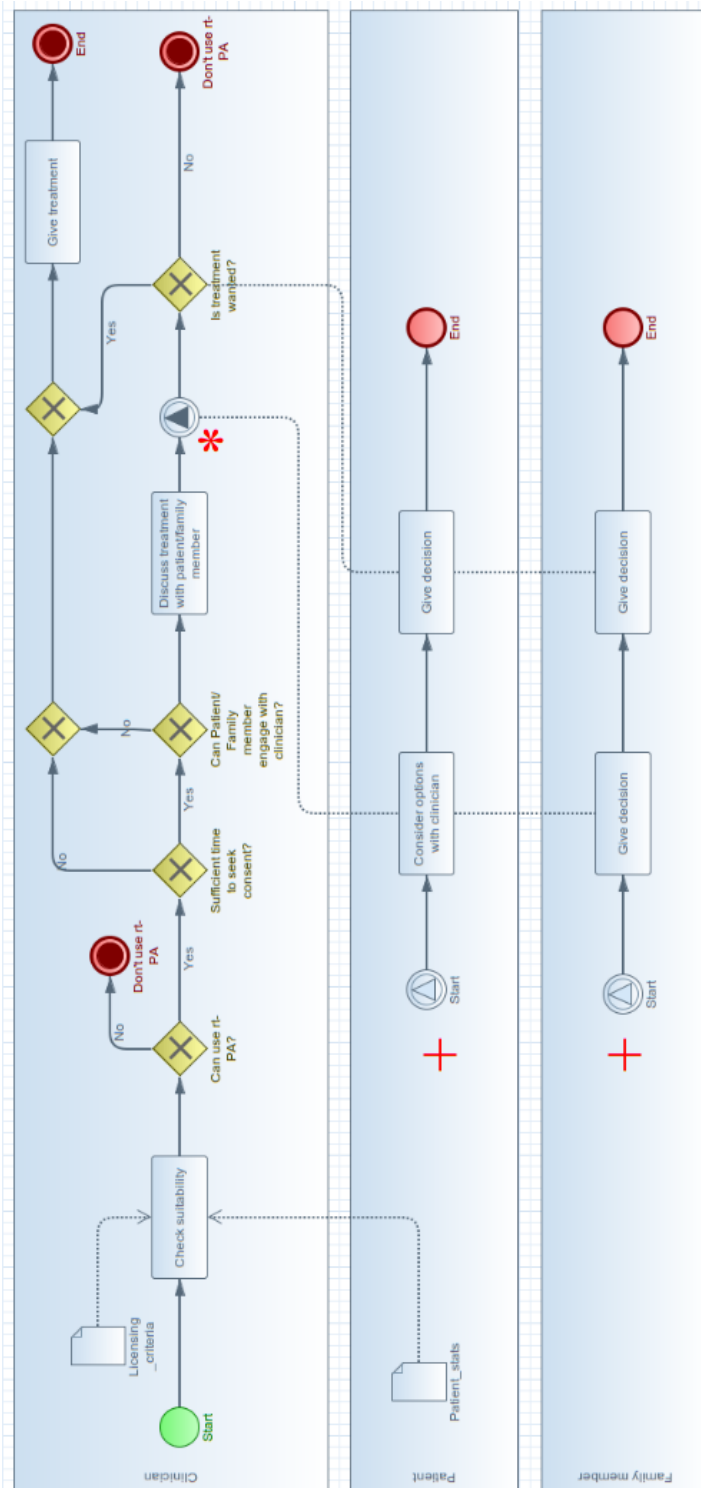 Clinician
Start
Licensing
_criteria
Check suitability
Can use rt-
PA?
No
Don't use rt-
PA
Yes
Sufficient time
to seek
consent?
No
Yes
Can Patient/
Family
member
engage with
clinician?
No
Discuss treatment
with patient/family
member
*
Is treatment
wanted?
Yes
No
Give treatment
End
Don't use rt-
PA
Patient
Patient_stats
+
Start
Consider options
with clinician
Give decision
End
Family member
+
Start
Give decision
Give decision
End